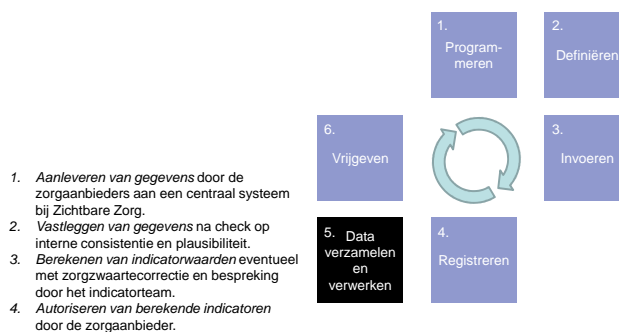 1.
Program-
meren
2.
Definiëren
6.
Vrijgeven
3.
Invoeren
5. Data
verzamelen
en
verwerken
4.
Registreren
1. Aanleveren van gegevens door de
zorgaanbieders aan een centraal systeem
bij Zichtbare Zorg.
2. Vastleggen van gegevens na check op
interne consistentie en plausibiliteit.
3. Berekenen van indicatorwaarden eventueel
met zorgzwaartecorrectie en bespreking
door het indicatorteam.
4. Autoriseren van berekende indicatoren
door de zorgaanbieder.